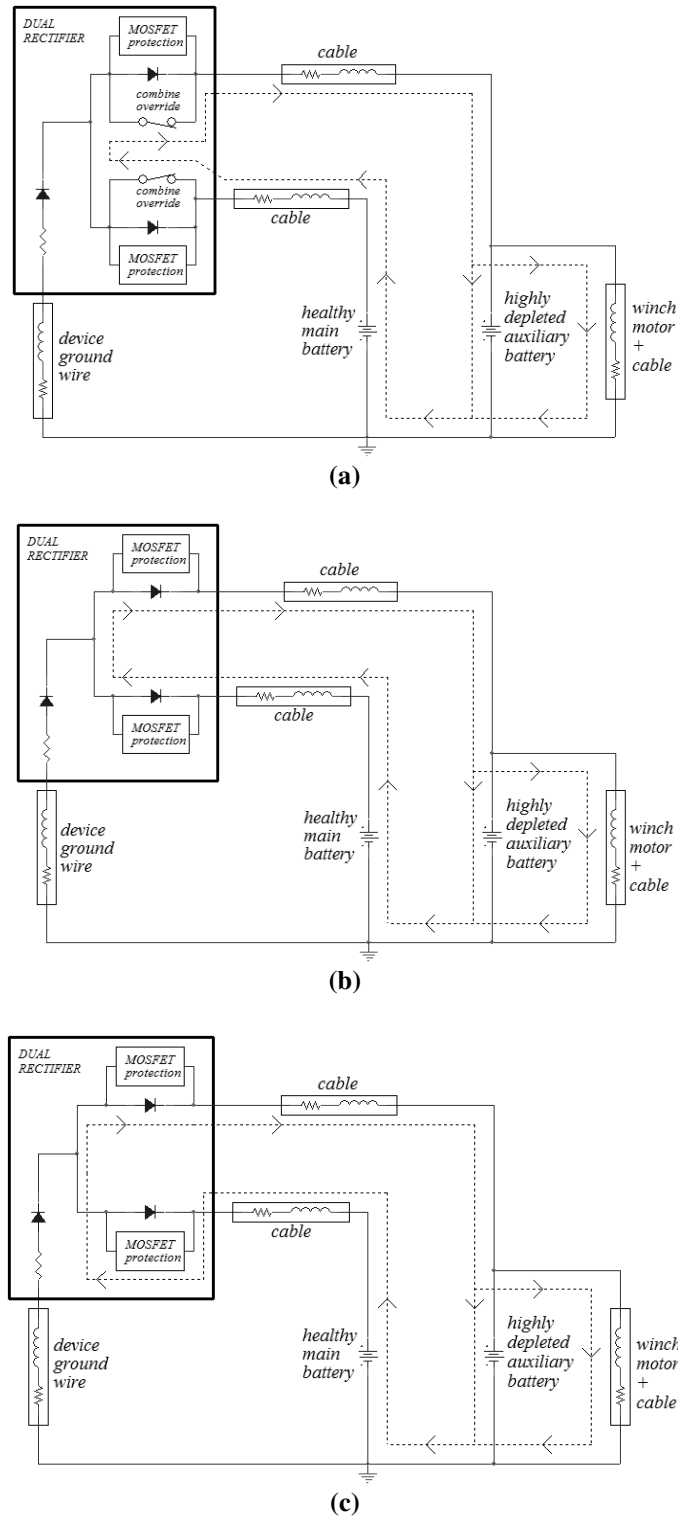 DUAL
RECTIFIER
MOSFET
protection
cable
combine
override
combine
override
MOSFET
protection
cable
device
ground
wire
healthy
main
battery
highly
depleted
auxiliary
battery
winch
motor
+
cable
(a)
DUAL
RECTIFIER
MOSFET
protection
cable
MOSFET
protection
cable
device
ground
wire
healthy
main
battery
highly
depleted
auxiliary
battery
winch
motor
+
cable
(b)
DUAL
RECTIFIER
MOSFET
protection
cable
MOSFET
protection
cable
device
ground
wire
healthy
main
battery
highly
depleted
auxiliary
battery
winch
motor
+
cable
(c)